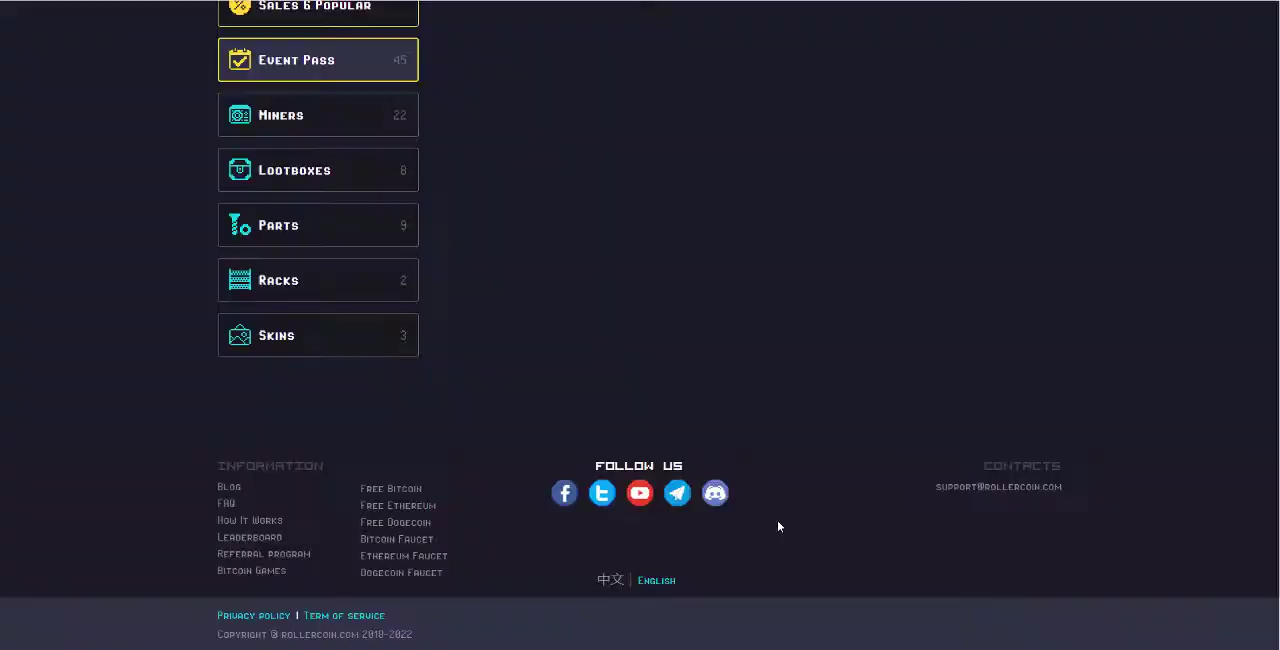 Sales & Popular
Event Pass 45
Miners 22
Lootboxes 8
Parts 9
Racks 2
Skins 3
INFORMATION
Blog
FAQ
How It Works
Leaderboard
Referral program
Bitcoin Games
Free Bitcoin
Free Ethereum
Free Dogecoin
Bitcoin Faucet
Ethereum Faucet
Dogecoin Faucet
FOLLOW US
中文 | English
CONTACTS
support@rollercoin.com
Privacy policy | Term of service
Copyright @ rollercoin.com 2018-2022